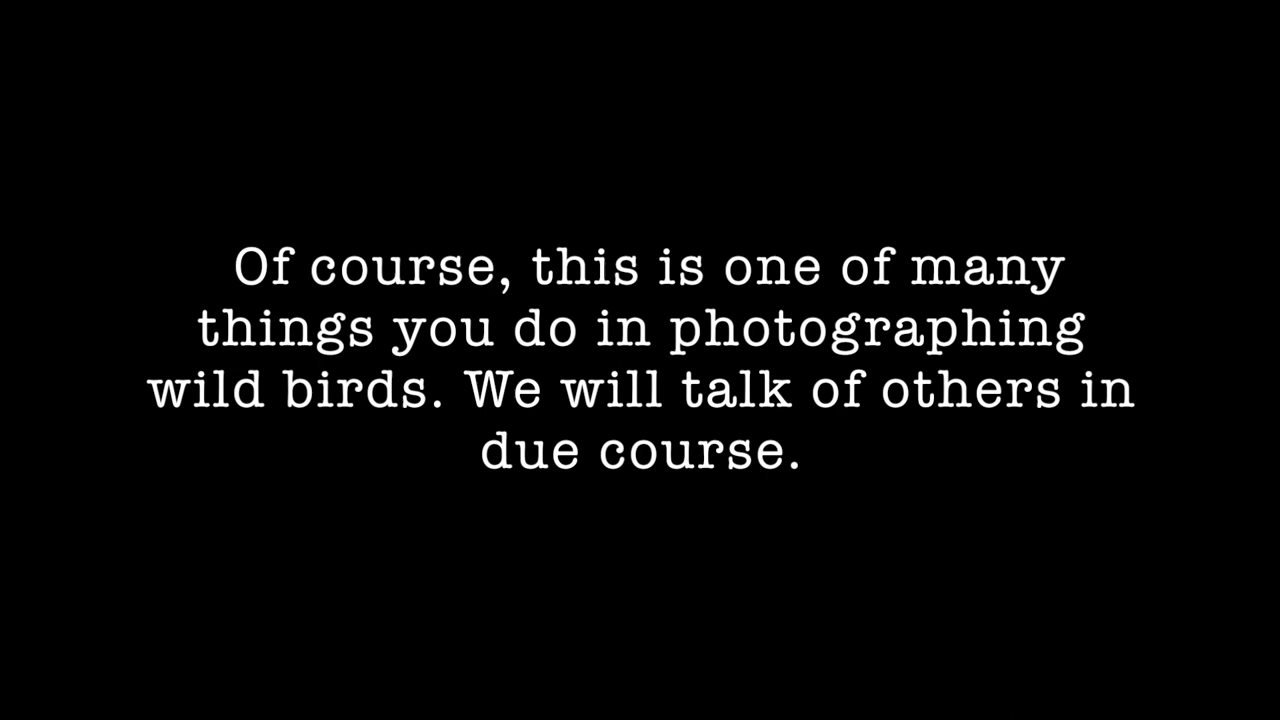 Of course, this is one of many
things you do in photographing
wild birds. We will talk of others in
due course.